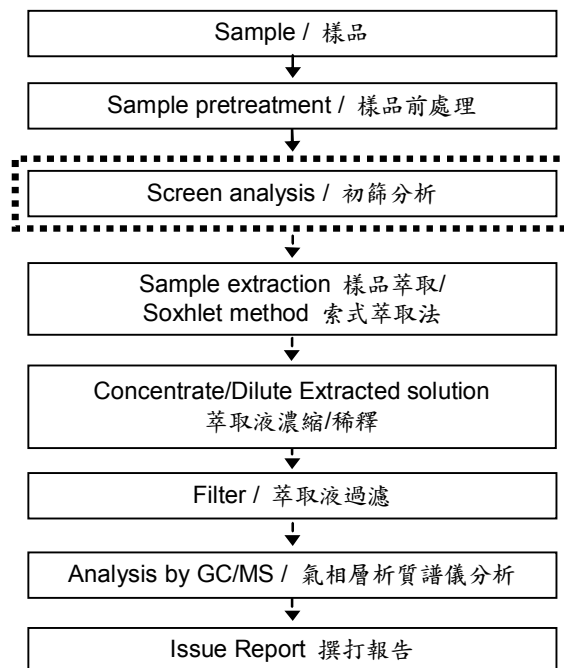 Sample / 樣品
Sample pretreatment / 樣品前處理
Screen analysis / 初篩分析
Sample extraction 樣品萃取/
Soxhlet method 索式萃取法
Concentrate/Dilute Extracted solution
萃取液濃縮/稀釋
Filter / 萃取液過濾
Analysis by GC/MS / 氣相層析質譜儀分析
Issue Report 撰打報告